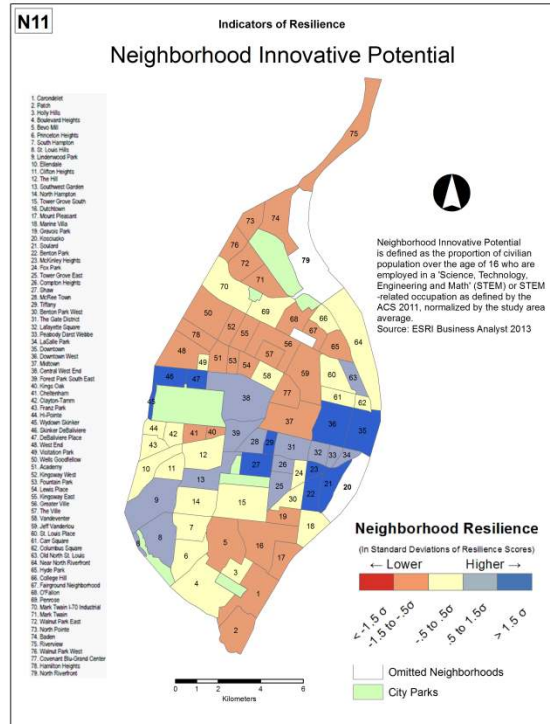 N11
Indicators of Resilience
Neighborhood Innovative Potential
1. Carondelet
2. Patch
3. Holly Hills
4. Boulevard Heights
5. Bevo Mill
6. Princeton Heights
7. South Hampton
8. St. Louis Hills
9. Lindenwood Park
10. Ellendale
11. Clifton Heights
12. The Hill
13. Southwest Garden
14. North Hampton
15. Tower Grove South
16. Dutchtown
17. Mount Pleasant
18. Marine Villa
19. Gravois Park
20. Kosciusko
21. Soulard
22. Benton Park
23. McKinley Heights
24. Fox Park
25. Tower Grove East
26. Compton Heights
27. Shaw
28. McRee Town
29. Tiffany
30. Benton Park West
31. The Gate District
32. Lafayette Square
33. Peabody Darst Webbe
34. LaSalle Park
35. Downtown
36. Downtown West
37. Midtown
38. Central West End
39. Forest Park South East
40. Kings Oak
41. Cheltenham
42. Clayton-Tamm
43. Franz Park
44. Hi-Pointe
45. Wydown Skinker
46. Skinker DeBaliviere
47. DeBaliviere Place
48. West End
49. Visitation Park
50. Wells Goodfellow
51. Academy
52. Kingsway West
53. Fountain Park
54. Lewis Place
55. Kingsway East
56. Greater Ville
57. The Ville
58. Vandeventer
59. Jeff Vanderlou
60. St. Louis Place
61. Carr Square
62. Columbus Square
63. Old North St. Louis
64. Near North Riverfront
65. Hyde Park
66. College Hill
67. Fairground Neighborhood
68. O'Fallon
69. Penrose
70. Mark Twain I-70 Industrial
71. Mark Twain
72. Walnut Park East
73. North Pointe
74. Baden
75. Riverview
76. Walnut Park West
77. Covenant Blu-Grand Center
78. Hamilton Heights
79. North Riverfront
75
73 74
76
79
72
71
70
69
68 66
67
64
50
52 55
56
65
78
57
48
51 53 54
59
49
58
63
46 47
77
61
62
45
38
37
36 35
44 42 41 40
43
39
28 29
31
32 33 34
12
10 11
27
26
24
23
20
13
25
21
9
14
15
30
22
19
18
8
7
5
16
17
6
3
4
1
2
Neighborhood Innovative Potential
is defined as the proportion of civilian
population over the age of 16 who are
employed in a 'Science, Technology,
Engineering and Math' (STEM) or STEM
-related occupation as defined by the
ACS 2011, normalized by the study area
average.
Source: ESRI Business Analyst 2013
Neighborhood Resilience
(In Standard Deviations of Resilience Scores)
← Lower Higher →
< -1.5 σ
-1.5 to -.5σ
-.5 to .5σ
.5 to 1.5σ
> 1.5 σ
Omitted Neighborhoods
City Parks
0 1 2 4 6
Kilometers